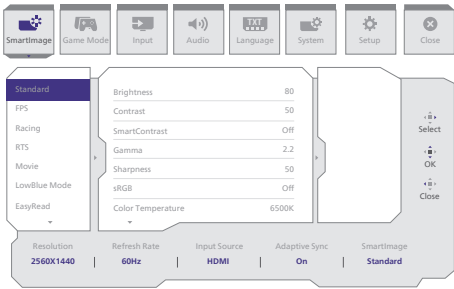 SmartImage
Game Mode
Input
Audio
TXT
Language
System
Setup
Close
Standard
FPS
Racing
RTS
Movie
LowBlue Mode
EasyRead
Brightness 80
Contrast 50
SmartContrast Off
Gamma 2.2
Sharpness 50
sRGB Off
Color Temperature 6500K
Select
OK
Close
Resolution Refresh Rate Input Source Adaptive Sync SmartImage
2560X1440 | 60Hz | HDMI | On | Standard